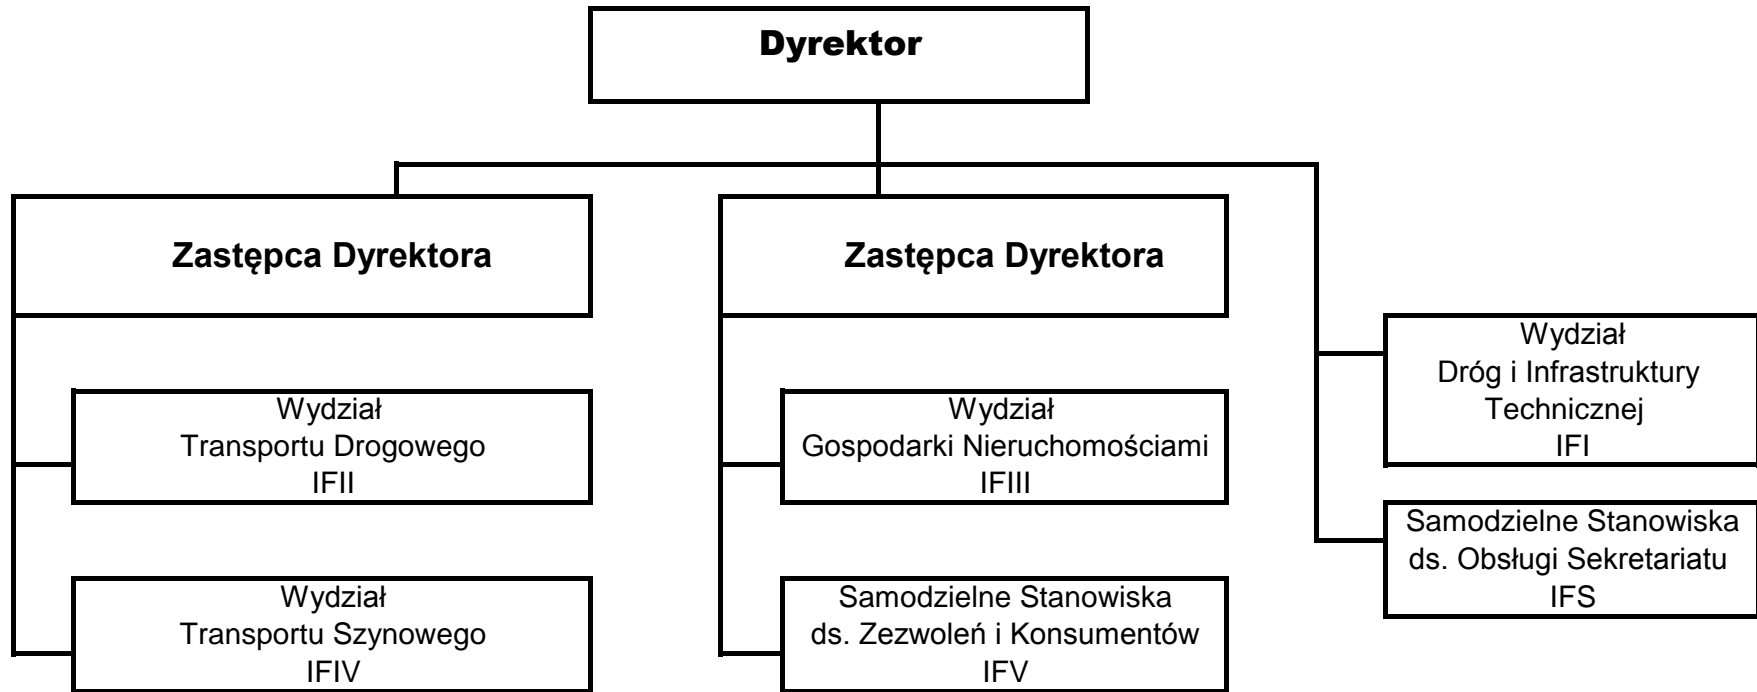 Dyrektor
Zastępca Dyrektora
Wydział
Transportu Drogowego
IFII
Wydział
Transportu Szynowego
IFIV
Zastępca Dyrektora
Wydział
Gospodarki Nieruchomościami
IFIII
Samodzielne Stanowiska
ds. Zezwoleń i Konsumentów
IFV
Wydział
Dróg i Infrastruktury
Technicznej
IFI
Samodzielne Stanowiska
ds. Obsługi Sekretariatu
IFS